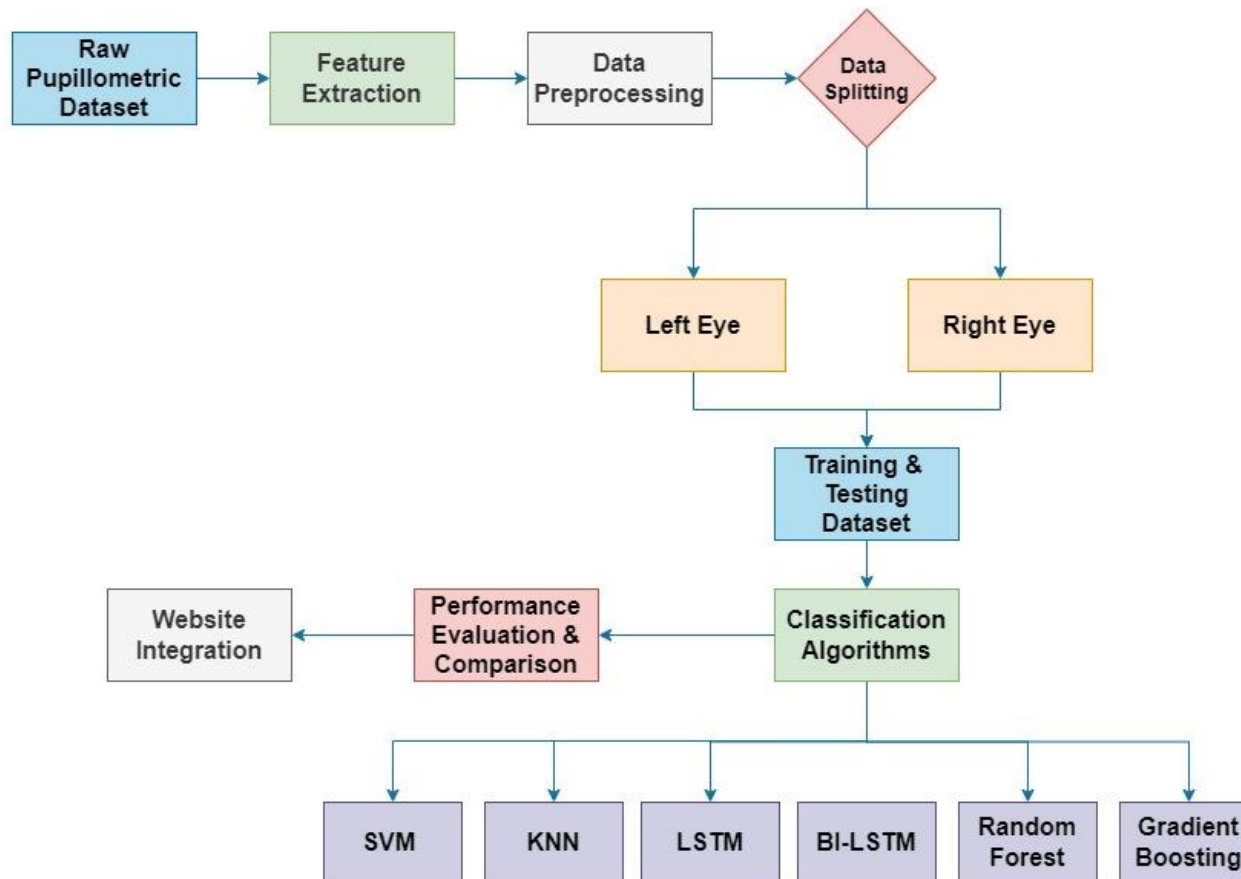 Raw
Pupillometric
Dataset
Feature
Extraction
Data
Preprocessing
Data
Splitting
Left Eye
Right Eye
Training &
Testing
Dataset
Website
Integration
Performance
Evaluation &
Comparison
Classification
Algorithms
SVM
KNN
LSTM
BI-LSTM
Random
Forest
Gradient
Boosting